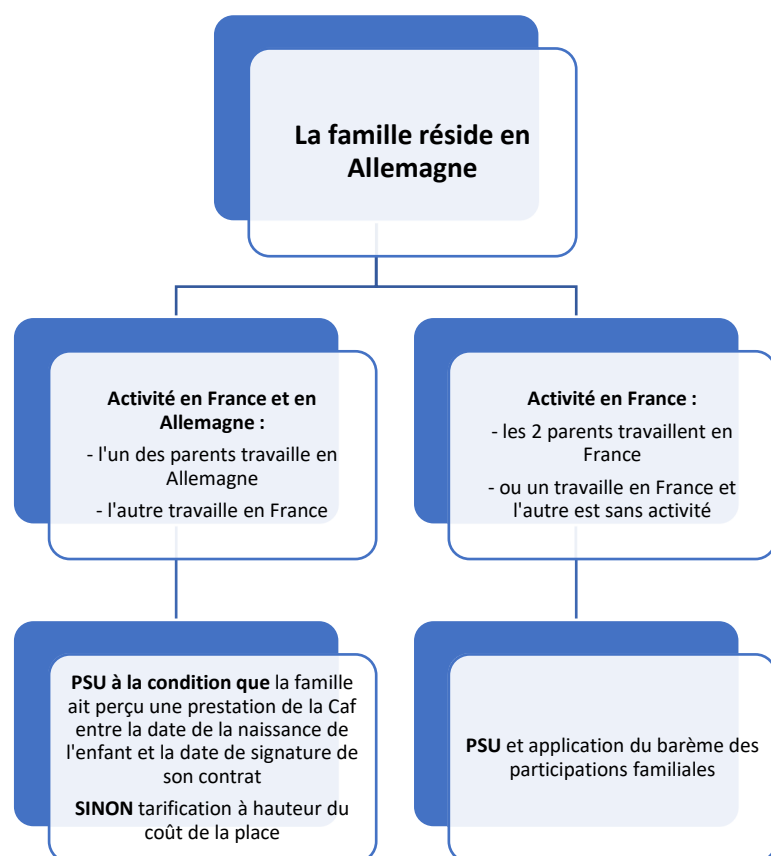 La famille réside en
Allemagne
Activité en France et en
Allemagne :
- l'un des parents travaille en
Allemagne
- l'autre travaille en France
Activité en France :
- les 2 parents travaillent en
France
- ou un travaille en France et
l'autre est sans activité
PSU à la condition que la famille
ait perçu une prestation de la Caf
entre la date de la naissance de
l'enfant et la date de signature de
son contrat
SINON tarification à hauteur du
coût de la place
PSU et application du barème des
participations familiales